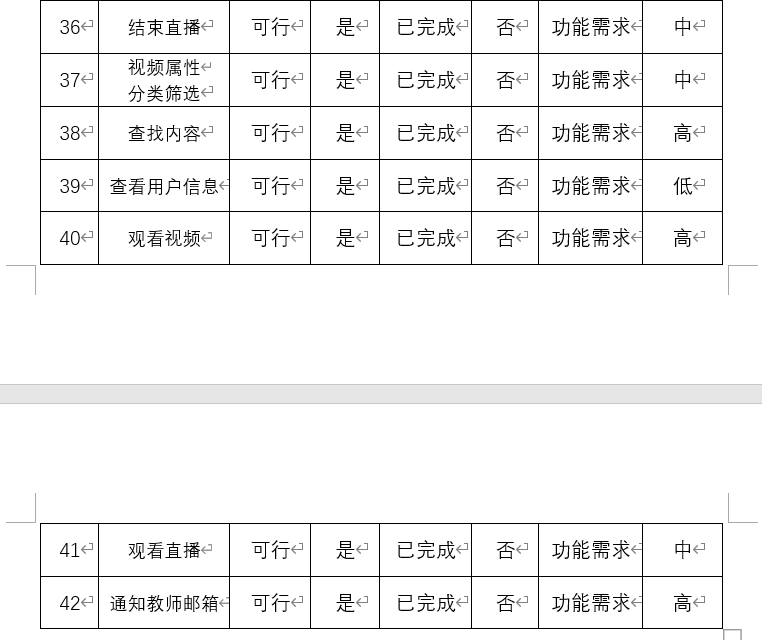 36 结束直播 可行 是 已完成 否 功能需求 中
37 视频属性 可行 是 已完成 否 功能需求 中
分类筛选
38 查找内容 可行 是 已完成 否 功能需求 高
39 查看用户信息 可行 是 已完成 否 功能需求 低
40 观看视频 可行 是 已完成 否 功能需求 高
41 观看直播 可行 是 已完成 否 功能需求 中
42 通知教师邮箱 可行 是 已完成 否 功能需求 高